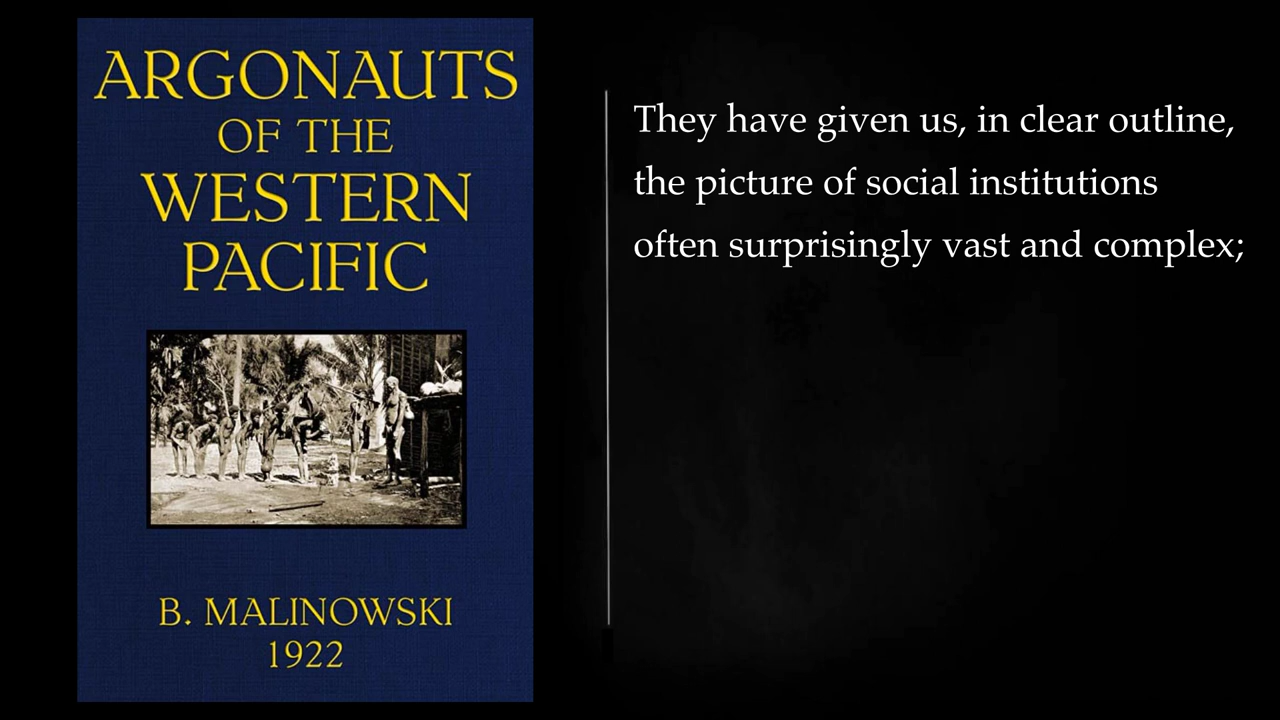 ARGONAUTS
OF THE
WESTERN
PACIFIC
B. MALINOWSKI
1922
They have given us, in clear outline,
the picture of social institutions
often surprisingly vast and complex;